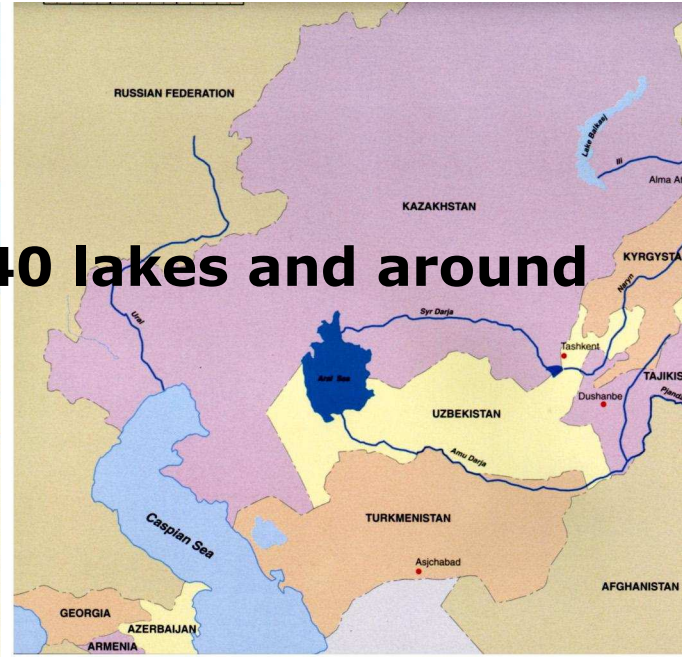 RUSSIAN FEDERATION
Lake Balkasj
Ili
Alma At
KAZAKHSTAN
40 lakes and around
KYRGYSTA
Naryn
Ural
Syr Darja
Tashkent
Aral Sea
TAJIKIS
Dushanbe
Pjandz
UZBEKISTAN
Amu Darja
Caspian Sea
TURKMENISTAN
Asjchabad
AFGHANISTAN
GEORGIA
AZERBAIJAN
ARMENIA